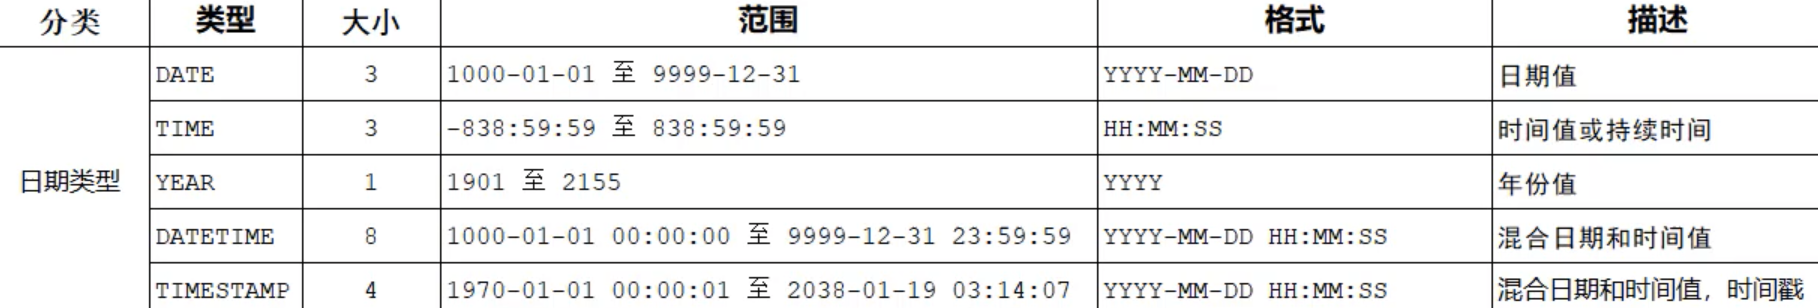 分类 类型 大小 范围 格式 描述
DATE 3 1000-01-01 至 9999-12-31 YYYY-MM-DD 日期值
TIME 3 -838:59:59 至 838:59:59 HH:MM:SS 时间值或持续时间
日期类型 YEAR 1 1901 至 2155 YYYY 年份值
DATETIME 8 1000-01-01 00:00:00 至 9999-12-31 23:59:59 YYYY-MM-DD HH:MM:SS 混合日期和时间值
TIMESTAMP 4 1970-01-01 00:00:01 至 2038-01-19 03:14:07 YYYY-MM-DD HH:MM:SS 混合日期和时间值，时间戳